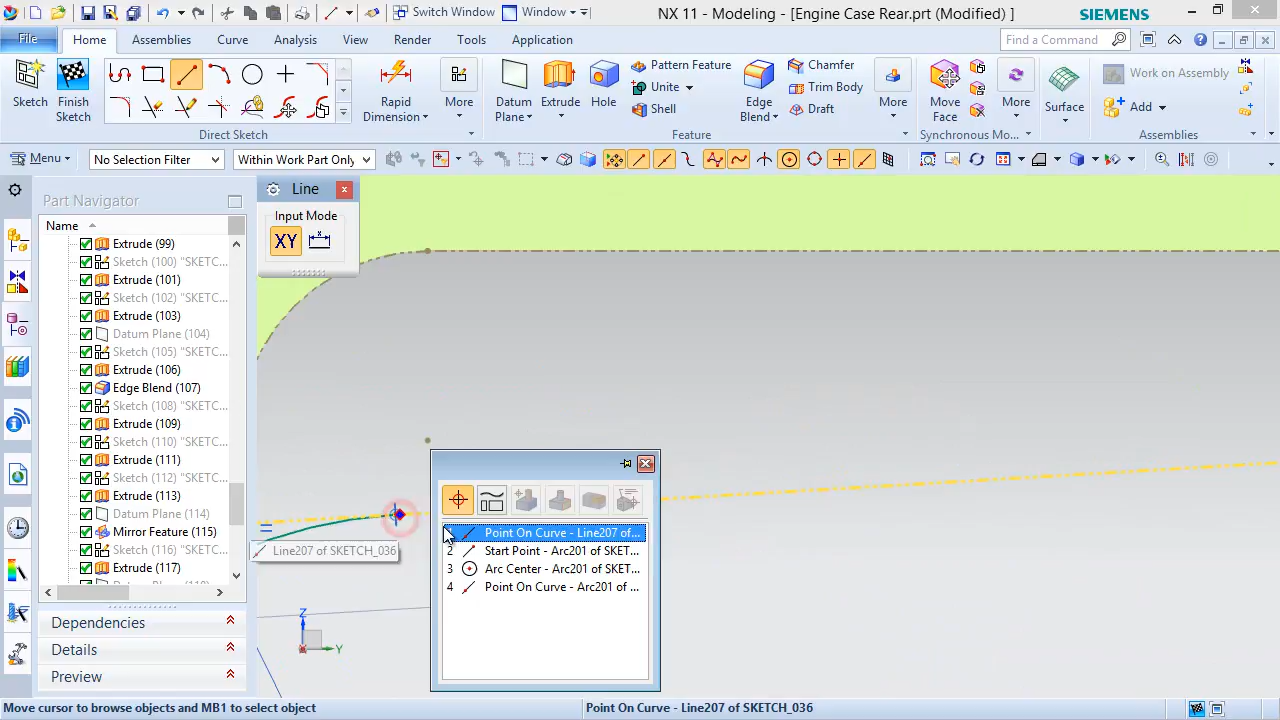 Switch Window
Window
NX 11 - Modeling - [Engine Case Rear.prt (Modified) ]
SIEMENS
File
Home
Assemblies
Curve
Analysis
View
Render
Tools
Application
Find a Command
Sketch
Finish Sketch
Direct Sketch
Rapid Dimension
More
Datum Plane
Extrude
Hole
Pattern Feature
Unite
Shell
Edge Blend
Chamfer
Trim Body
Draft
More
Feature
Move Face
More
Synchronous Mo...
Surface
Work on Assembly
Add
Assemblies
Menu
No Selection Filter
Within Work Part Only
Part Navigator
Name
Extrude (99)
Sketch (100) "SKETC...
Extrude (101)
Sketch (102) "SKETC...
Extrude (103)
Datum Plane (104)
Sketch (105) "SKETC...
Extrude (106)
Edge Blend (107)
Sketch (108) "SKETC...
Extrude (109)
Sketch (110) "SKETC...
Extrude (111)
Sketch (112) "SKETC...
Extrude (113)
Datum Plane (114)
Mirror Feature (115)
Sketch (116) "SKETC...
Extrude (117)
Dependencies
Details
Preview
Line
Input Mode
XY
Line207 of SKETCH_036
Point On Curve - Line207 of...
2 Start Point - Arc201 of SKET...
3 Arc Center - Arc201 of SKET...
4 Point On Curve - Arc201 of ...
Z
Y
Move cursor to browse objects and MB1 to select object
Point On Curve - Line207 of SKETCH_036